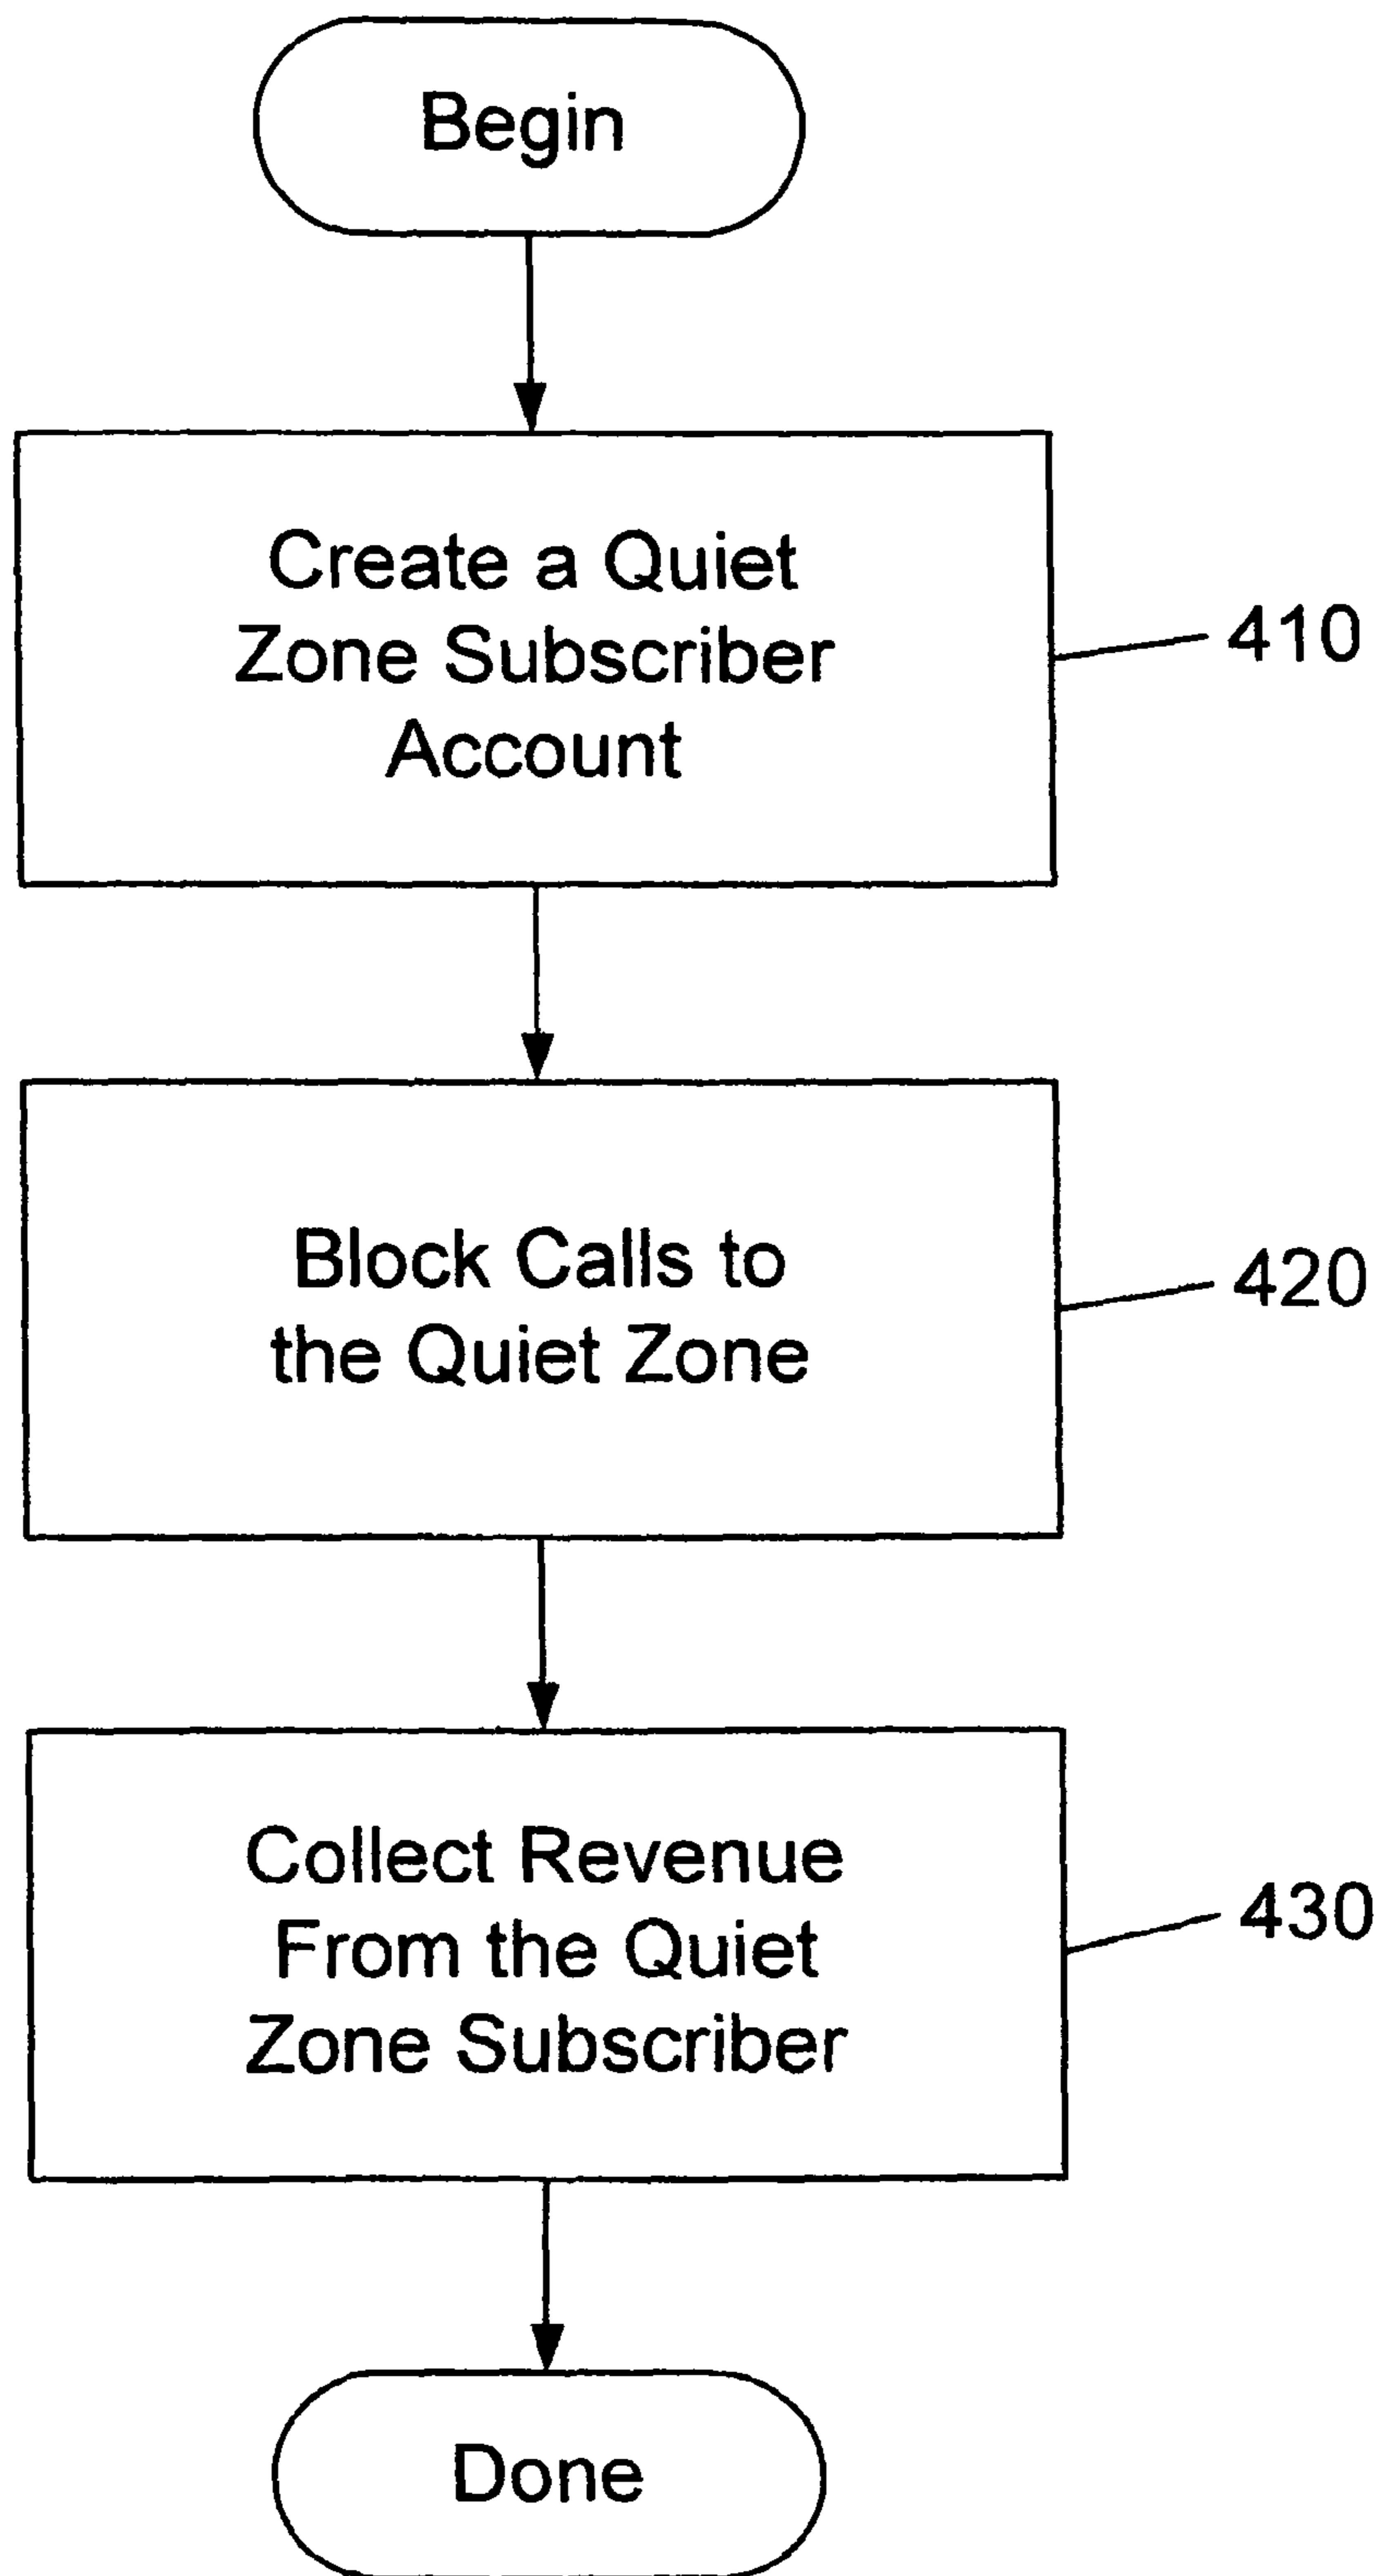 Begin
Create a Quiet
Zone Subscriber
Account
410
Block Calls to
the Quiet Zone
420
Collect Revenue
From the Quiet
Zone Subscriber
430
Done